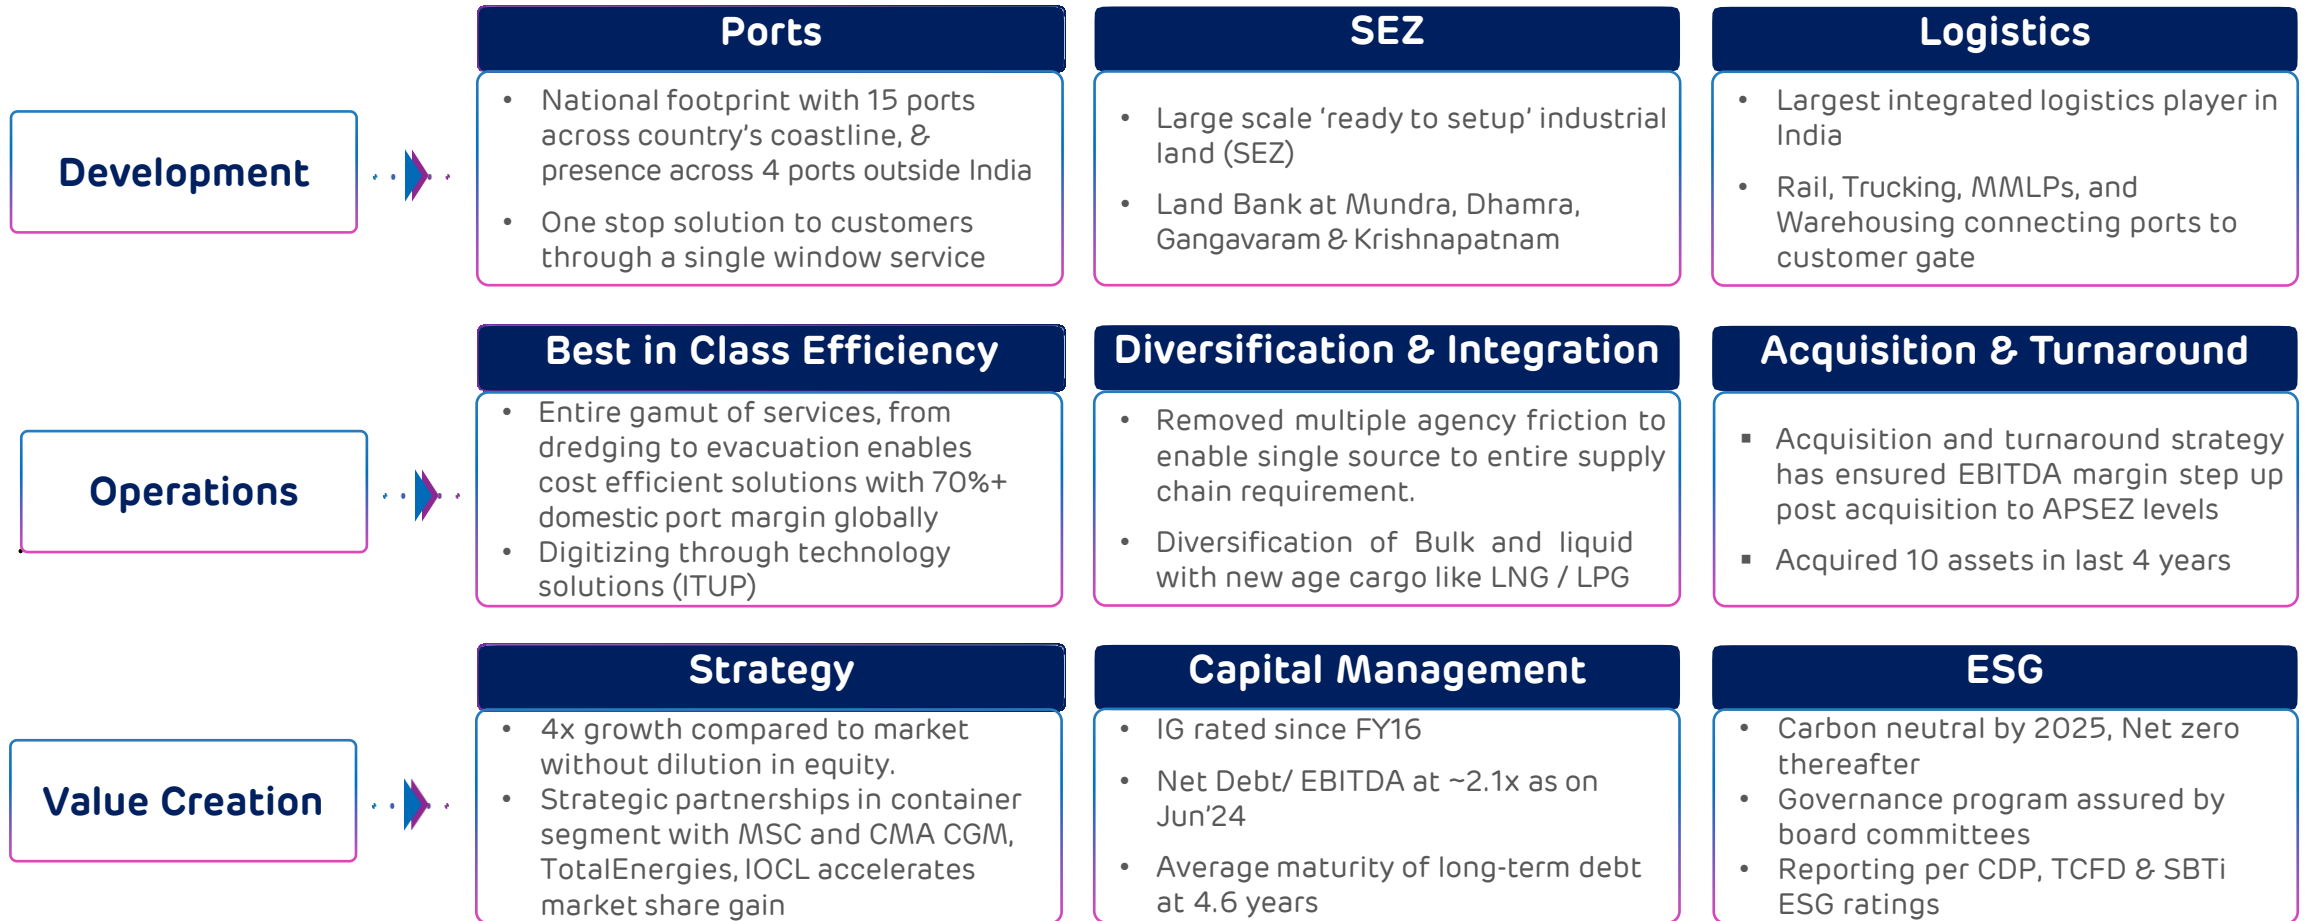 Ports
SEZ
Logistics
Development
• National footprint with 15 ports
across country's coastline, &
presence across 4 ports outside India
• One stop solution to customers
through a single window service
• Large scale 'ready to setup' industrial
land (SEZ)
• Land Bank at Mundra, Dhamra,
Gangavaram & Krishnapatnam
• Largest integrated logistics player in
India
• Rail, Trucking, MMLPs, and
Warehousing connecting ports to
customer gate
Best in Class Efficiency
Diversification & Integration
Acquisition & Turnaround
Operations
• Entire gamut of services, from
dredging to evacuation enables
cost efficient solutions with 70%+
domestic port margin globally
• Digitizing through technology
solutions (ITUP)
• Removed multiple agency friction to
enable single source to entire supply
chain requirement.
• Diversification of Bulk and liquid
with new age cargo like LNG / LPG
▪ Acquisition and turnaround strategy
has ensured EBITDA margin step up
post acquisition to APSEZ levels
▪ Acquired 10 assets in last 4 years
Strategy
Capital Management
ESG
Value Creation
• 4x growth compared to market
without dilution in equity.
• Strategic partnerships in container
segment with MSC and CMA CGM,
TotalEnergies, IOCL accelerates
market share gain
• IG rated since FY16
• Net Debt/ EBITDA at ~2.1x as on
Jun'24
• Average maturity of long-term debt
at 4.6 years
• Carbon neutral by 2025, Net zero
thereafter
• Governance program assured by
board committees
• Reporting per CDP, TCFD & SBTi
ESG ratings